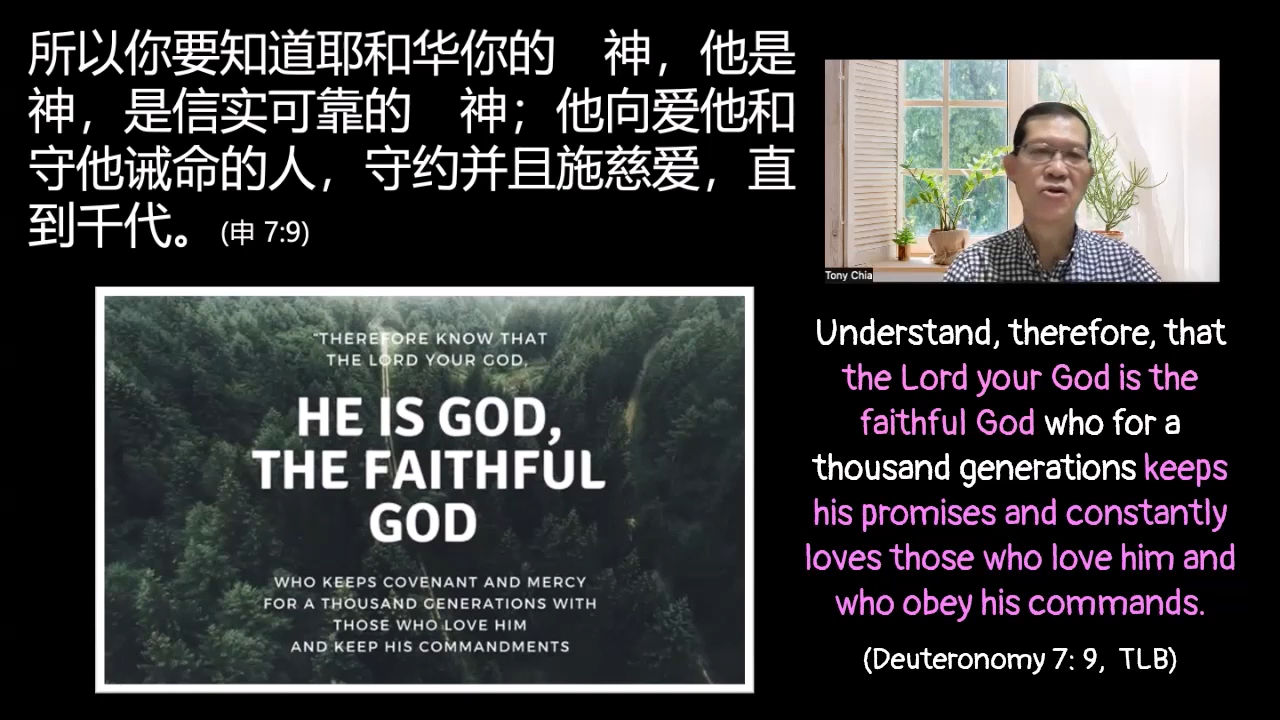 所以你要知道耶和华你的　神，他是
神，是信实可靠的　神；他向爱他和
守他诫命的人，守约并且施慈爱，直
到千代。(申 7:9)
Tony Chia
"THEREFORE KNOW THAT
THE LORD YOUR GOD,
HE IS GOD,
THE FAITHFUL
GOD
WHO KEEPS COVENANT AND MERCY
FOR A THOUSAND GENERATIONS WITH
THOSE WHO LOVE HIM
AND KEEP HIS COMMANDMENTS
Understand, therefore, that
the Lord your God is the
faithful God who for a
thousand generations keeps
his promises and constantly
loves those who love him and
who obey his commands.
(Deuteronomy 7: 9, TLB)